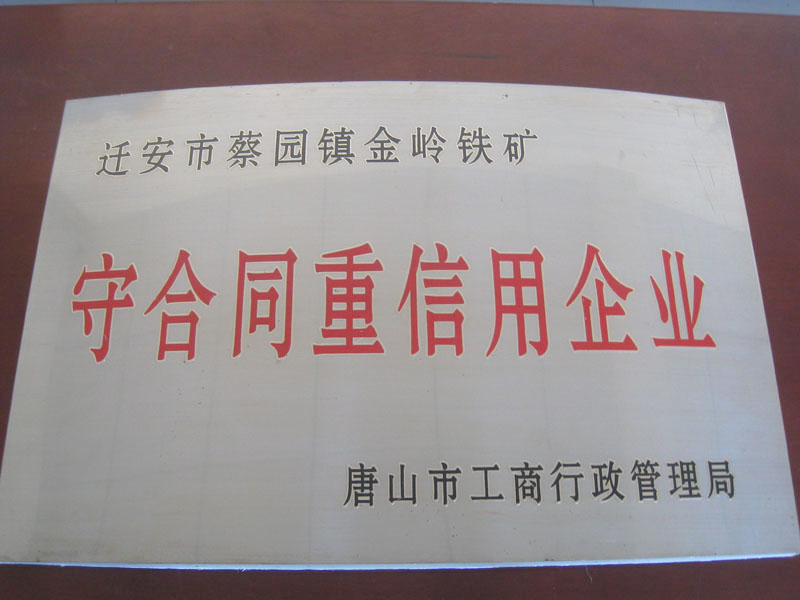 迁安市蔡园镇金岭铁矿
守合同重信用企业
唐山市工商行政管理局